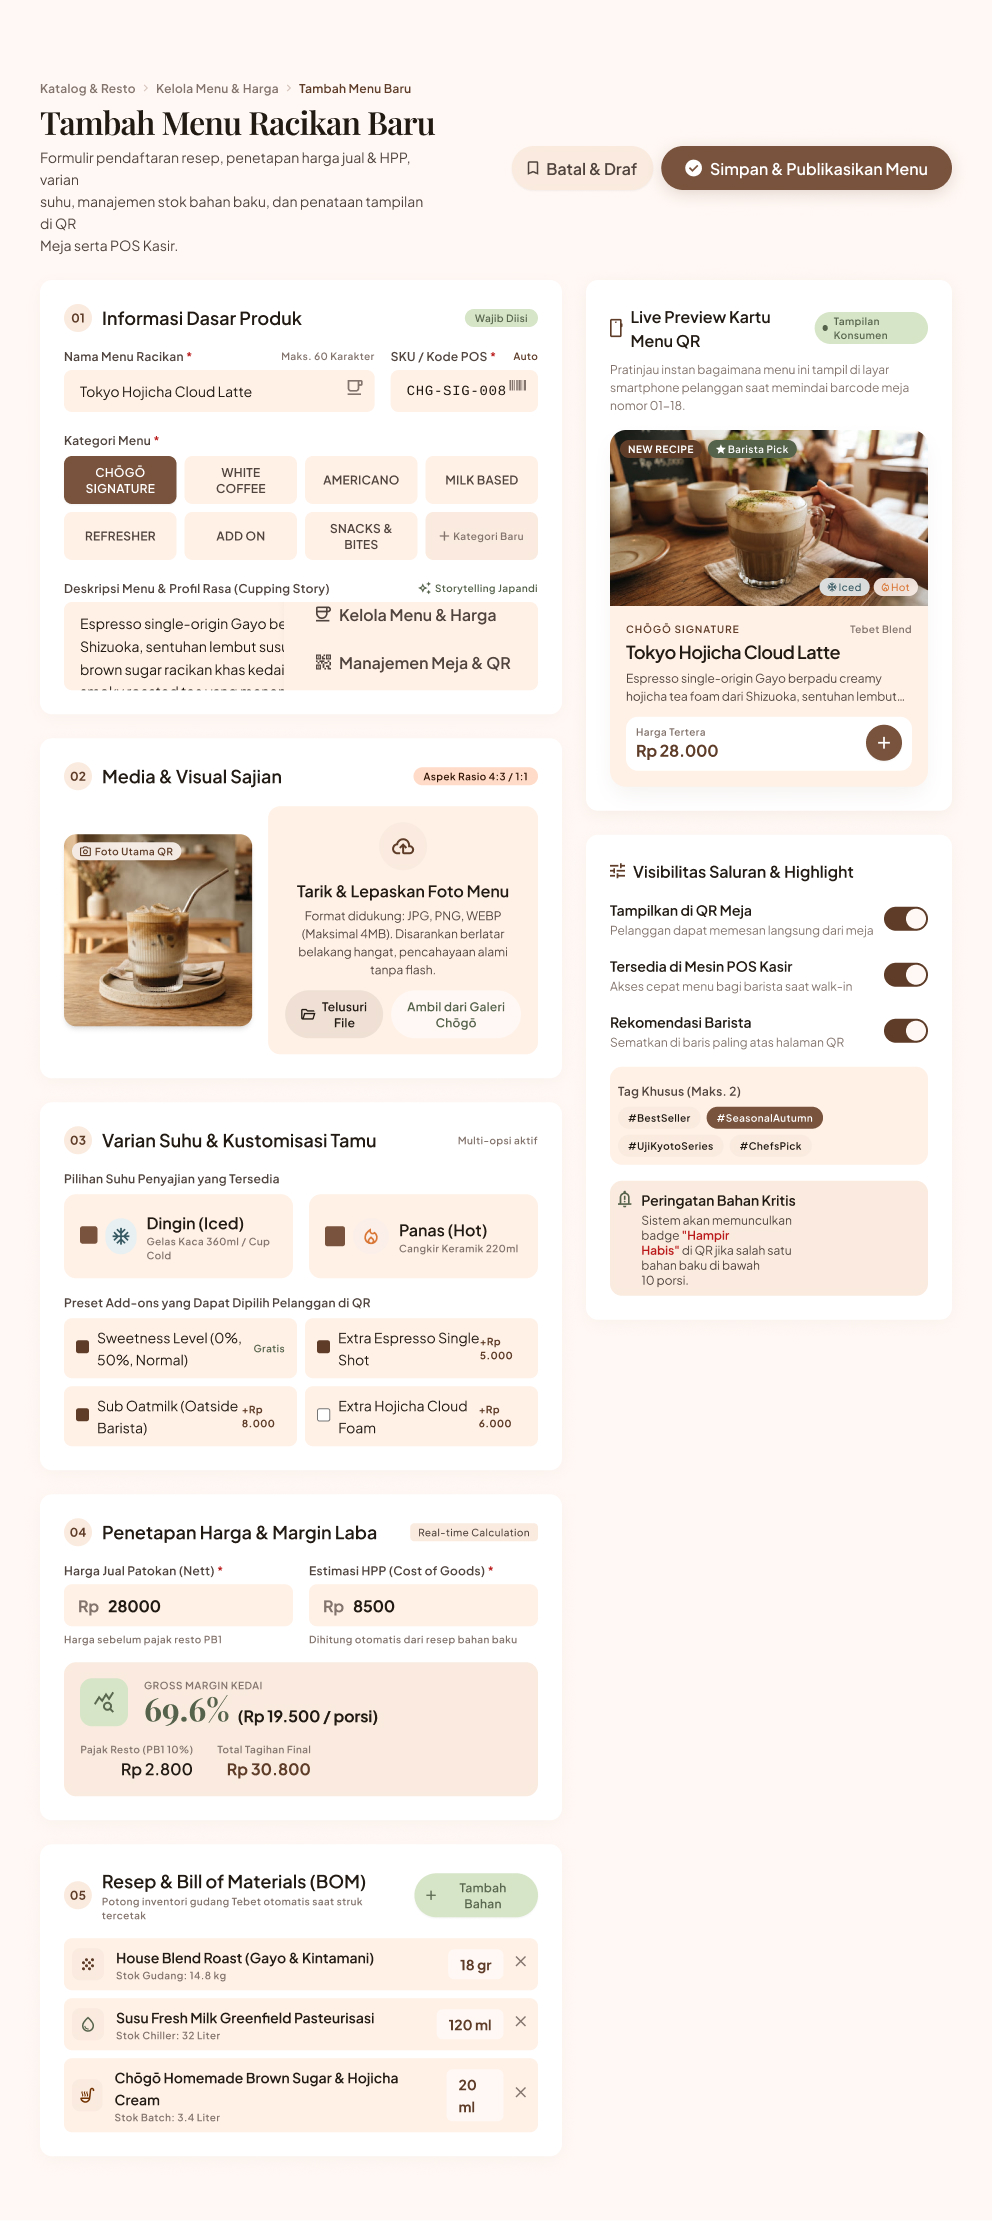 Katalog & Resto > Kelola Menu & Harga > Tambah Menu Baru
Tambah Menu Racikan Baru
Formulir pendaftaran resep, penetapan harga jual & HPP,
varian
suhu, manajemen stok bahan baku, dan penataan tampilan
di QR
Meja serta POS Kasir.
Batal & Draf
Simpan & Publikasikan Menu
01 Informasi Dasar Produk
Wajib Diisi
Nama Menu Racikan *
Maks. 60 Karakter
Tokyo Hojicha Cloud Latte
SKU / Kode POS *
Auto
CHG-SIG-008
Kategori Menu *
CHŌGŌ
SIGNATURE
WHITE
COFFEE
AMERICANO
MILK BASED
REFRESHER
ADD ON
SNACKS &
BITES
+ Kategori Baru
Deskripsi Menu & Profil Rasa (Cupping Story)
Storytelling Japandi
Espresso single-origin Gayo be
Shizuoka, sentuhan lembut susu
brown sugar racikan khas kedai
Kelola Menu & Harga
Manajemen Meja & QR
02 Media & Visual Sajian
Aspek Rasio 4:3 / 1:1
Foto Utama QR
Tarik & Lepaskan Foto Menu
Format didukung: JPG, PNG, WEBP
(Maksimal 4MB). Disarankan berlatar
belakang hangat, pencahayaan alami
tanpa flash.
Telusuri
File
Ambil dari Galeri
Chōgō
03 Varian Suhu & Kustomisasi Tamu
Multi-opsi aktif
Pilihan Suhu Penyajian yang Tersedia
Dingin (Iced)
Gelas Kaca 360ml / Cup
Cold
Panas (Hot)
Cangkir Keramik 220ml
Preset Add-ons yang Dapat Dipilih Pelanggan di QR
Sweetness Level (0%,
50%, Normal)
Gratis
Extra Espresso Single
Shot
+Rp
5.000
Sub Oatmilk (Oatside
Barista)
+Rp
8.000
Extra Hojicha Cloud
Foam
+Rp
6.000
04 Penetapan Harga & Margin Laba
Real-time Calculation
Harga Jual Patokan (Nett) *
Rp 28000
Harga sebelum pajak resto PB1
Estimasi HPP (Cost of Goods) *
Rp 8500
Dihitung otomatis dari resep bahan baku
GROSS MARGIN KEDAI
69.6% (Rp 19.500 / porsi)
Pajak Resto (PB1 10%)
Rp 2.800
Total Tagihan Final
Rp 30.800
05 Resep & Bill of Materials (BOM)
Potong inventori gudang Tebet otomatis saat struk
tercetak
+ Tambah
Bahan
House Blend Roast (Gayo & Kintamani)
Stok Gudang: 14.8 kg
18 gr
Susu Fresh Milk Greenfield Pasteurisasi
Stok Chiller: 32 Liter
120 ml
Chōgō Homemade Brown Sugar & Hojicha
Cream
Stok Batch: 3.4 Liter
20
ml
Live Preview Kartu
Menu QR
Tampilan
Konsumen
Pratinjau instan bagaimana menu ini tampil di layar
smartphone pelanggan saat memindai barcode meja
nomor 01-18.
NEW RECIPE
Barista Pick
Iced
Hot
CHŌGŌ SIGNATURE
Tebet Blend
Tokyo Hojicha Cloud Latte
Espresso single-origin Gayo berpadu creamy
hojicha tea foam dari Shizuoka, sentuhan lembut...
Harga Tertera
Rp 28.000
Visibilitas Saluran & Highlight
Tampilkan di QR Meja
Pelanggan dapat memesan langsung dari meja
Tersedia di Mesin POS Kasir
Akses cepat menu bagi barista saat walk-in
Rekomendasi Barista
Sematkan di baris paling atas halaman QR
Tag Khusus (Maks. 2)
#BestSeller
#SeasonalAutumn
#UjiKyotoSeries
#ChefsPick
Peringatan Bahan Kritis
Sistem akan memunculkan
badge "Hampir
Habis" di QR jika salah satu
bahan baku di bawah
10 porsi.